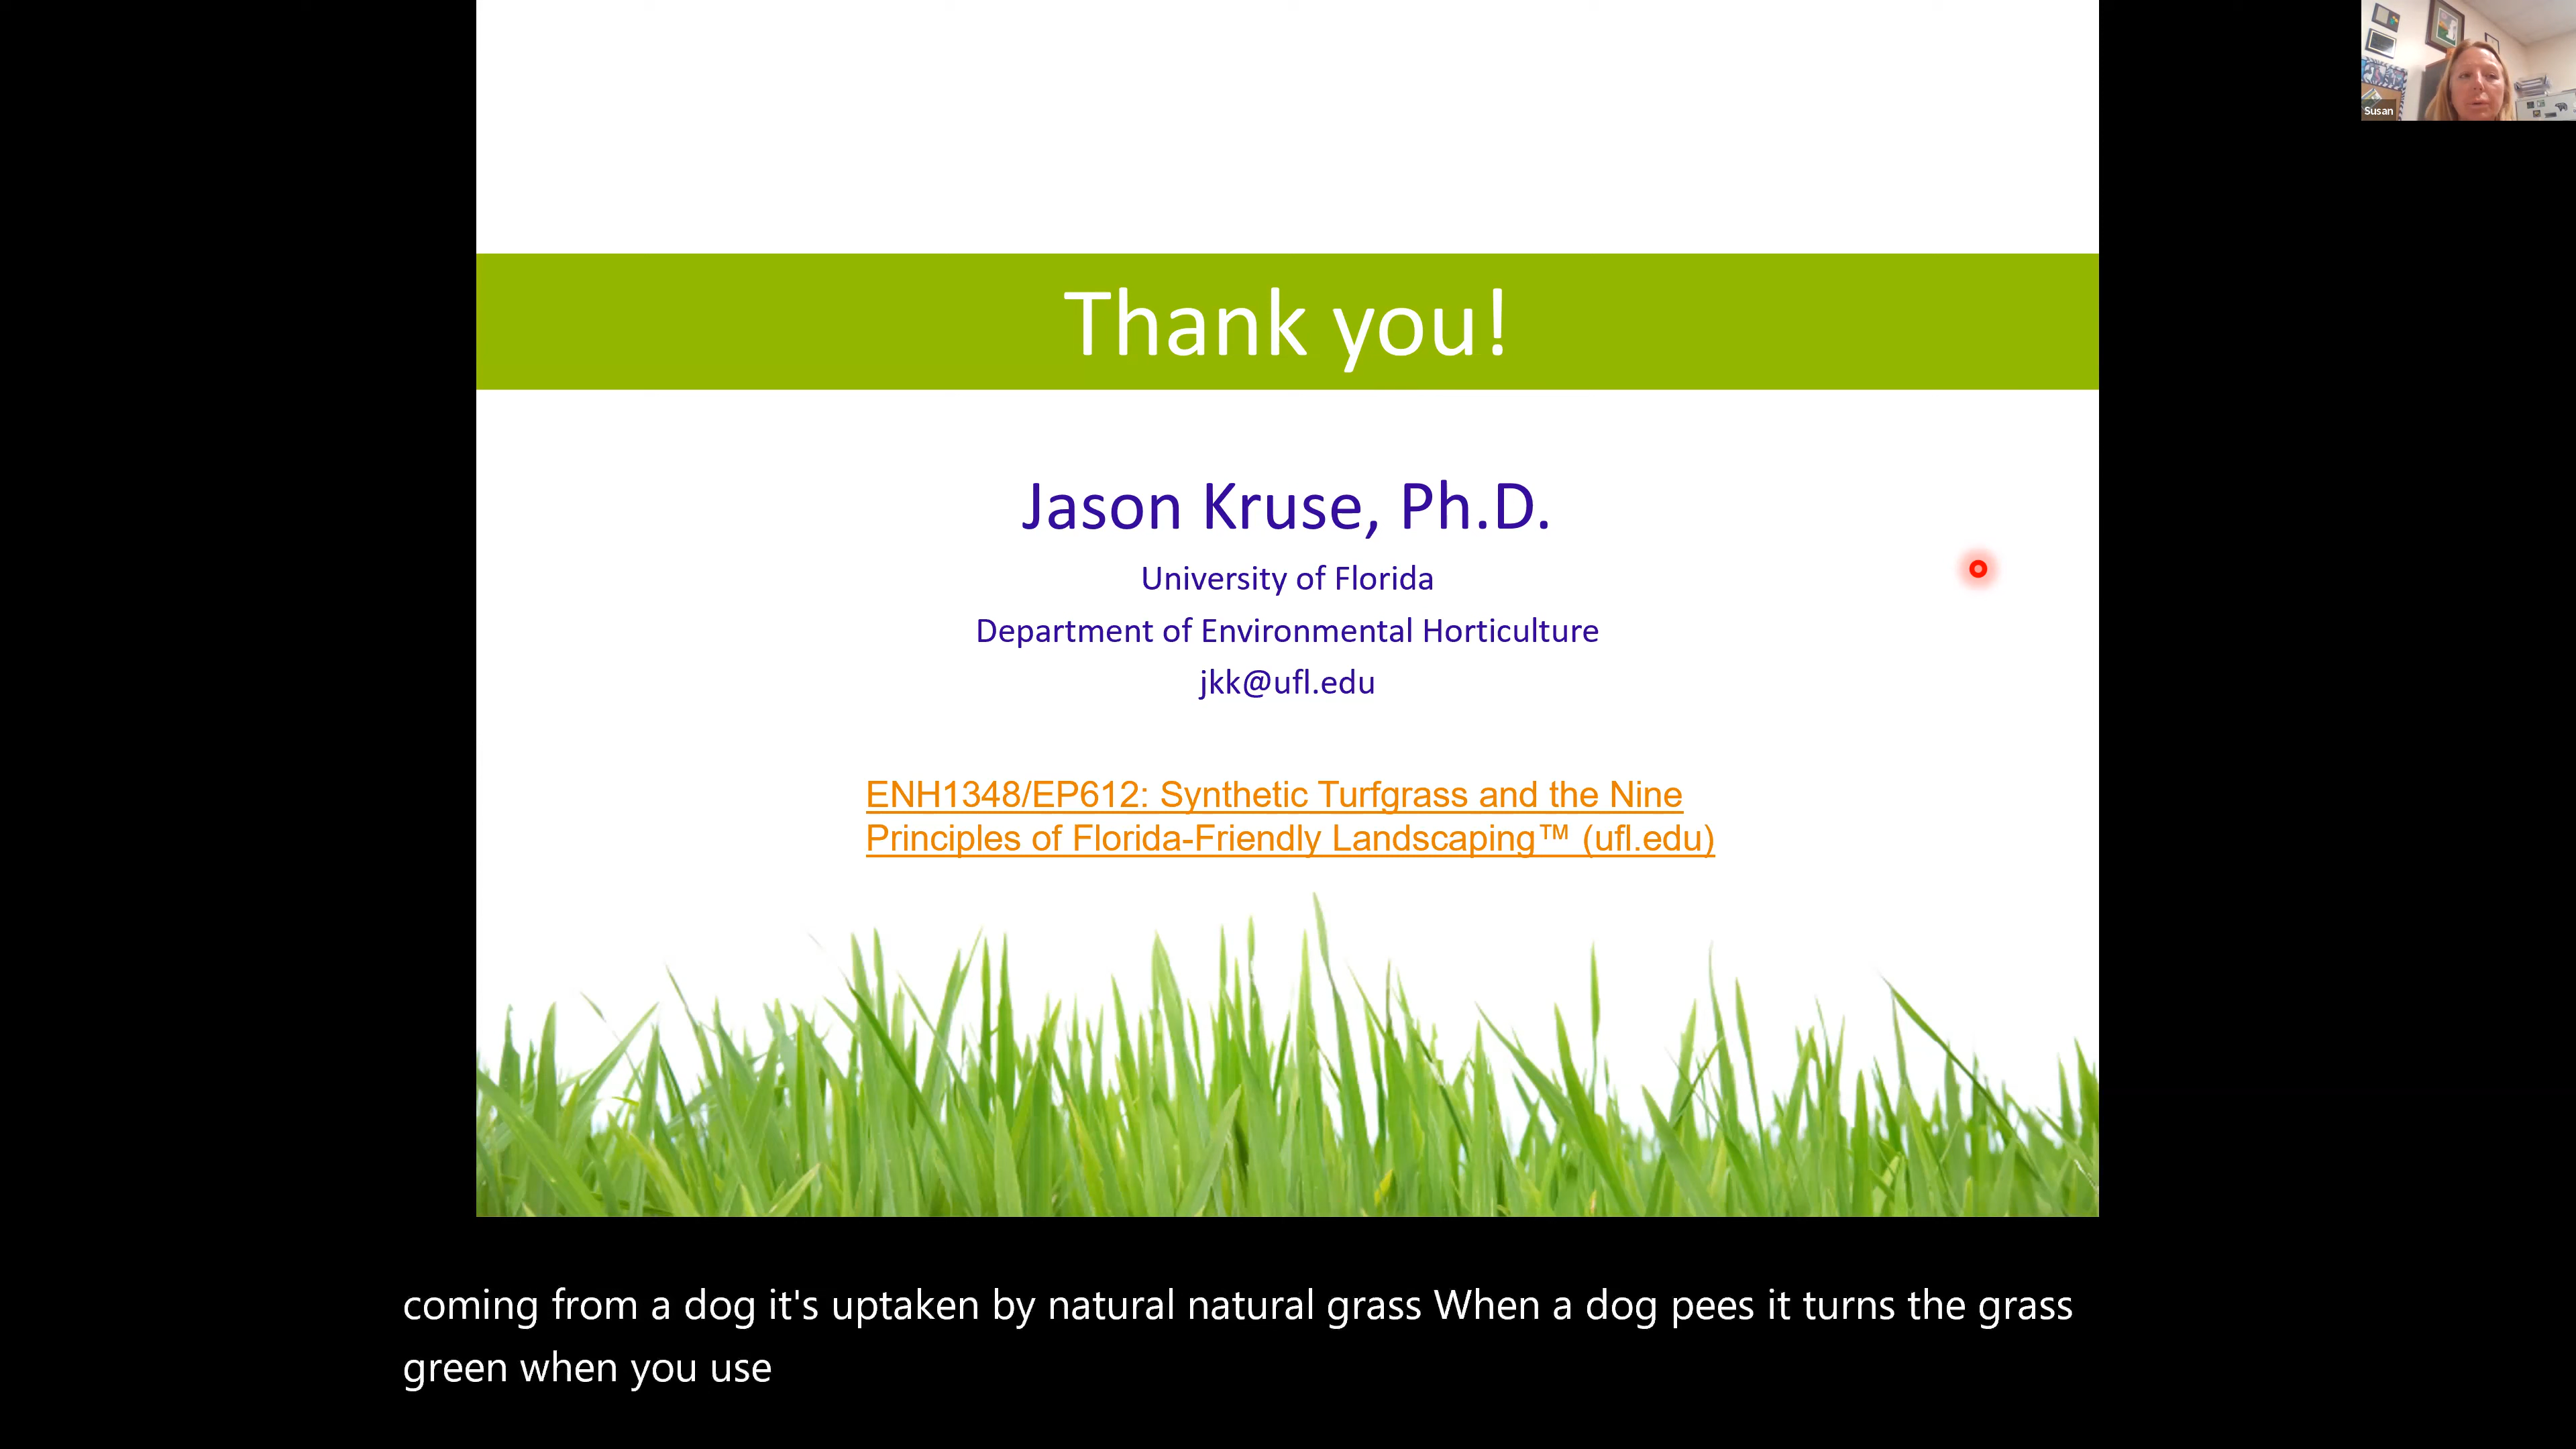 Susan
Thank you!
Jason Kruse, Ph.D.
University of Florida
Department of Environmental Horticulture
jkk@ufl.edu
ENH1348/EP612: Synthetic Turfgrass and the Nine
Principles of Florida-Friendly Landscaping™ (ufl.edu)
coming from a dog it's uptaken by natural natural grass When a dog pees it turns the grass
green when you use